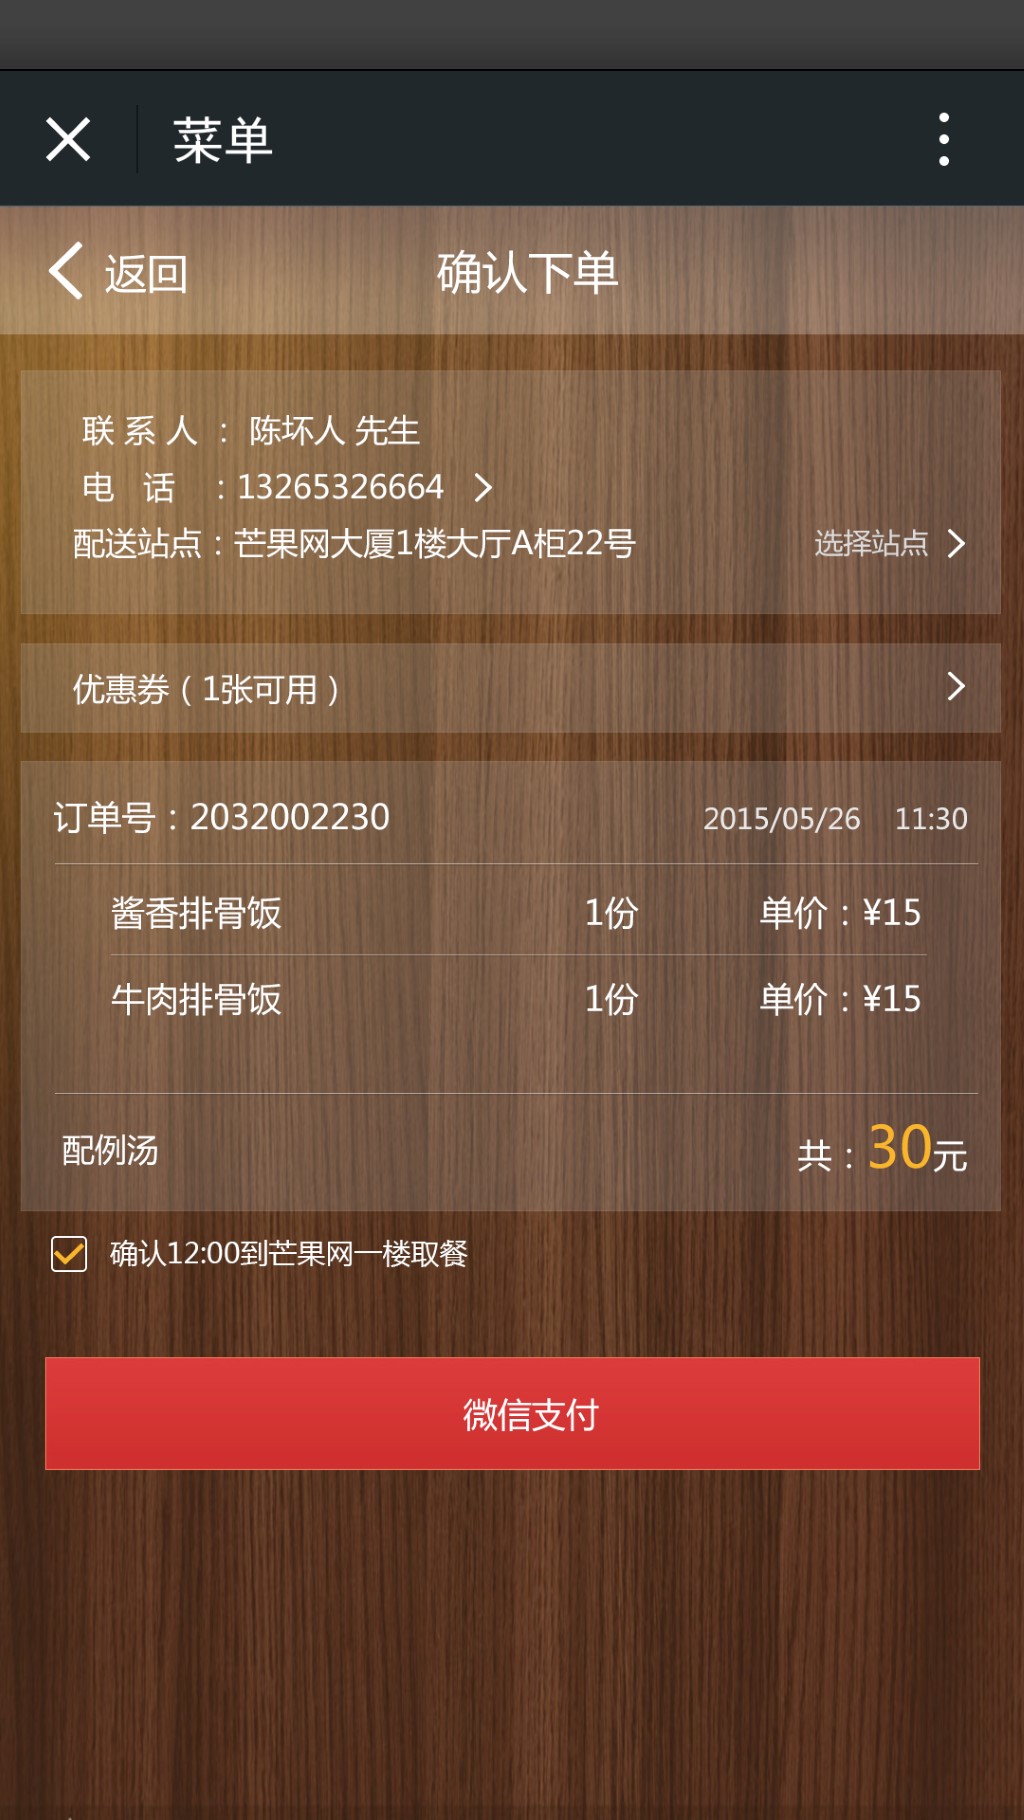 菜单
返回 确认下单
联系人：陈坏人 先生
电话：13265326664
配送站点：芒果网大厦1楼大厅A柜22号 选择站点
优惠券（1张可用）
订单号：2032002230 2015/05/26 11:30
酱香排骨饭 1份 单价：¥15
牛肉排骨饭 1份 单价：¥15
配例汤 共：30元
确认12:00到芒果网一楼取餐
微信支付